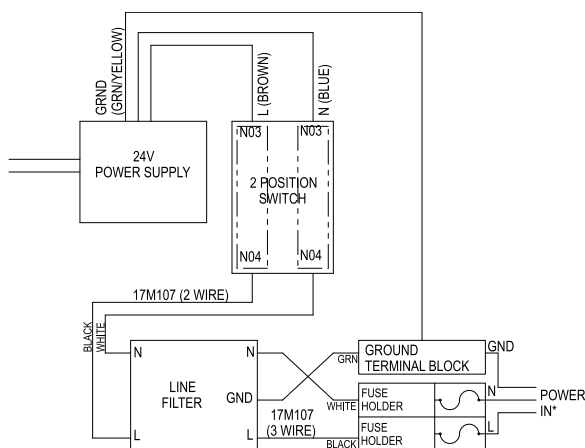 GRND
(GRN/YELLOW)
L (BROWN)
N (BLUE)
24V
POWER SUPPLY
N03
N03
2 POSITION
SWITCH
N04
N04
17M107 (2 WIRE)
BLACK
WHITE
N
N
GND
L
L
LINE
FILTER
17M107
(3 WIRE)
GRN
WHITE
BLACK
GROUND
TERMINAL BLOCK
GND
FUSE
HOLDER
N
FUSE
HOLDER
L
POWER
IN*